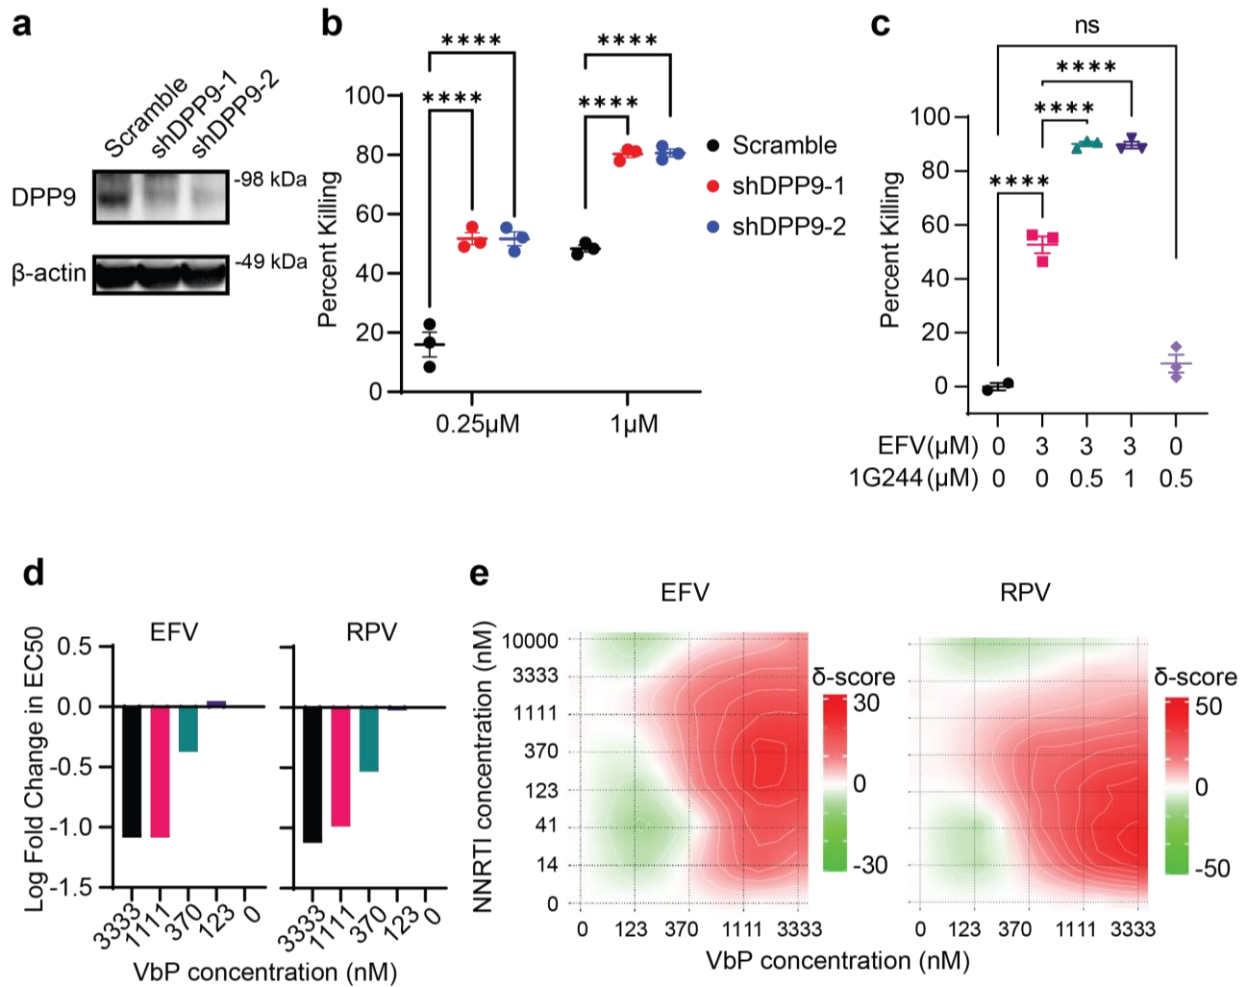 a
Scramble
shDPP9-1
shDPP9-2
DPP9
-98 kDa
β-actin
-49 kDa
b
****
****
****
****
Percent Killing
100
80
60
40
20
0
0.25µM
1µM
Scramble
shDPP9-1
shDPP9-2
c
ns
****
****
****
Percent Killing
100
80
60
40
20
0
EFV(µM) 0 3 3 3 0
1G244(µM) 0 0 0.5 1 0.5
d
EFV
RPV
Log Fold Change in EC50
0.5
0.0
-0.5
-1.0
-1.5
3333 1111 370 123 0
3333 1111 370 123 0
VbP concentration (nM)
e
EFV
RPV
NNRTI concentration (nM)
10000
3333
1111
370
123
41
14
0
0 123 370 1111 3333
δ-score
30
0
-30
0 123 370 1111 3333
δ-score
50
0
-50
VbP concentration (nM)